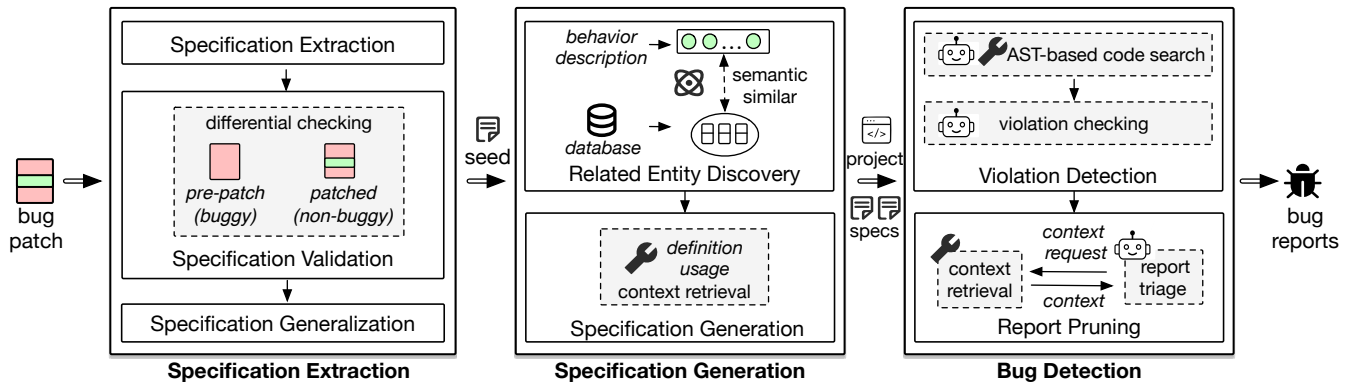 bug
patch
Specification Extraction
differential checking
pre-patch
(buggy)
patched
(non-buggy)
Specification Validation
Specification Generalization
Specification Extraction
seed
behavior
description
...
semantic
similar
database
Related Entity Discovery
definition
usage
context retrieval
Specification Generation
Specification Generation
</>
project
specs
AST-based code search
violation checking
Violation Detection
context
request
context
retrieval
report
triage
context
Report Pruning
Bug Detection
bug
reports